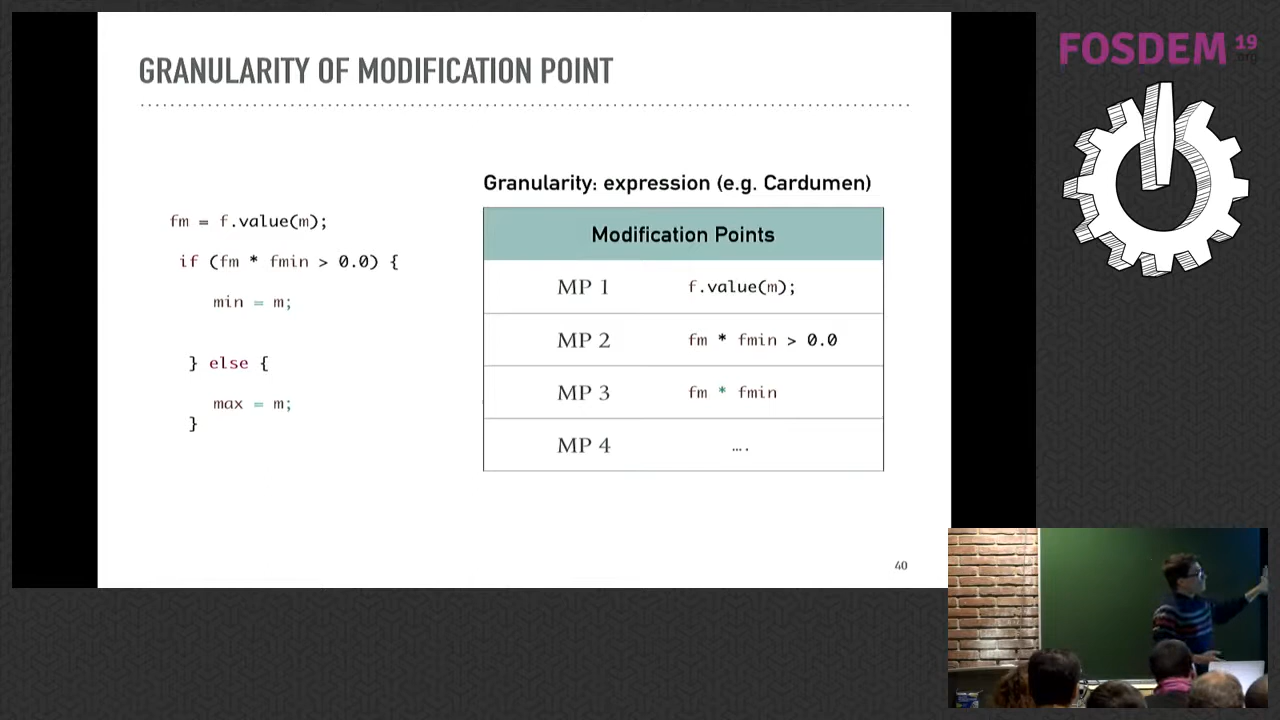 GRANULARITY OF MODIFICATION POINT
fm = f.value(m);
if (fm * fmin > 0.0) {
min = m;
} else {
max = m;
}
Granularity: expression (e.g. Cardumen)
Modification Points
MP 1 f.value(m);
MP 2 fm * fmin > 0.0
MP 3 fm * fmin
MP 4 ....
40
FOSDEM 19
.org